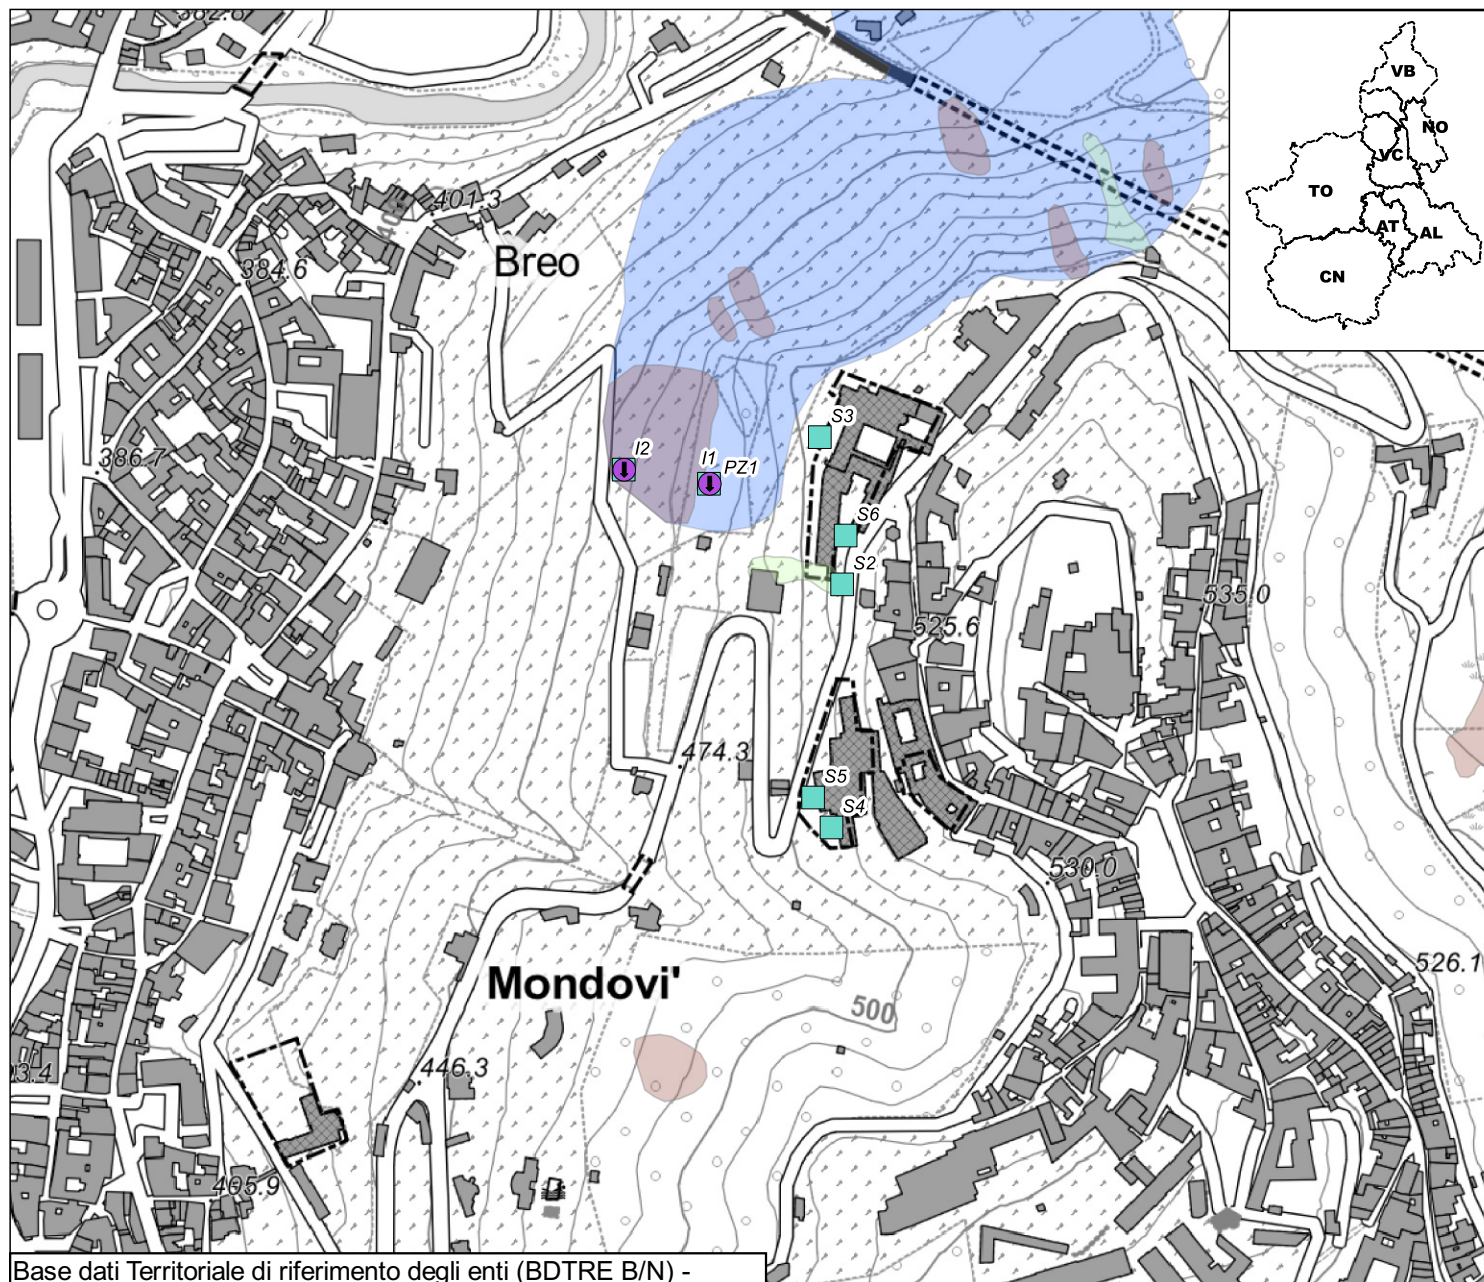 382.8
VB
NO
VC
TO
AT
AL
CN
401.3
Breo
384.6
S3
386.7
I2
I1
PZ1
S6
S2
535.0
525.6
474.3
S5
S4
530.0
526.1
Mondovi'
500
446.3
405.9
Base dati Territoriale di riferimento degli enti (BDTRE B/N) -